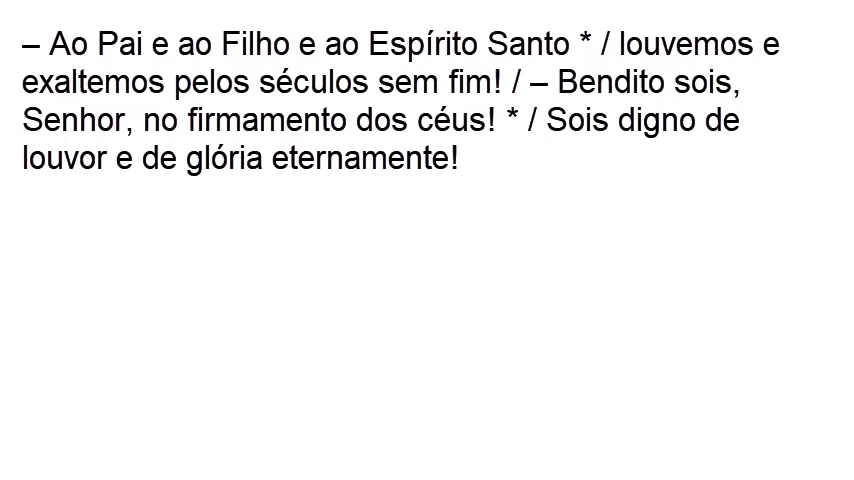 – Ao Pai e ao Filho e ao Espírito Santo * / louvemos e
exaltemos pelos séculos sem fim! / – Bendito sois,
Senhor, no firmamento dos céus! * / Sois digno de
louvor e de glória eternamente!